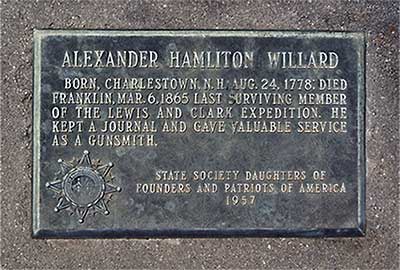 ALEXANDER HAMLITON WILLARD
BORN, CHARLESTOWN, N.H. AUG. 24, 1778; DIED
FRANKLIN, MAR. 6, 1865 LAST SURVIVING MEMBER
OF THE LEWIS AND CLARK EXPEDITION. HE
KEPT A JOURNAL AND GAVE VALUABLE SERVICE
AS A GUNSMITH.
STATE SOCIETY DAUGHTERS OF
FOUNDERS AND PATRIOTS OF AMERICA
1957